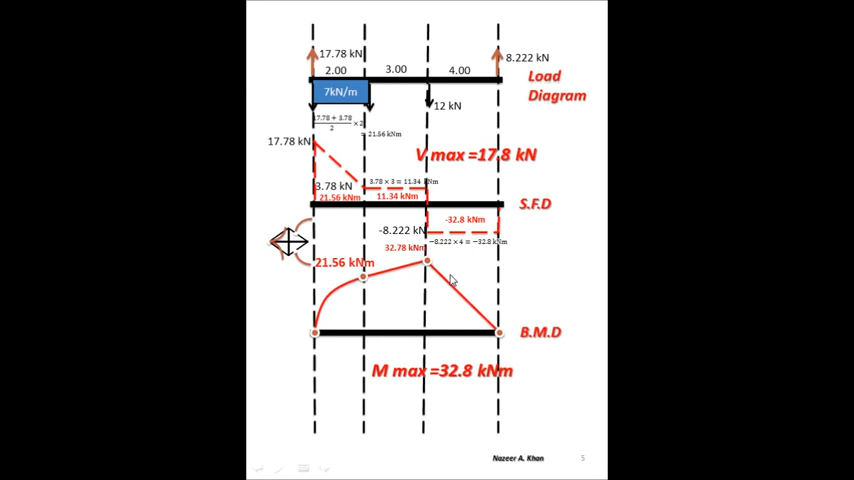 17.78 kN
8.222 kN
2.00
3.00
4.00
Load
Diagram
7kN/m
12 kN
17.78 + 3.78
2
× 2
= 21.56 kNm
17.78 kN
V max =17.8 kN
3.78 kN
3.78 × 3 = 11.34 kNm
21.56 kNm
11.34 kNm
S.F.D
-32.8 kN
-8.222 kN
−8.222 ×4 = −32.8kNm
32.78 kNm
21.56 kNm
B.M.D
M max =32.8 kNm
Nazeer A. Khan
5